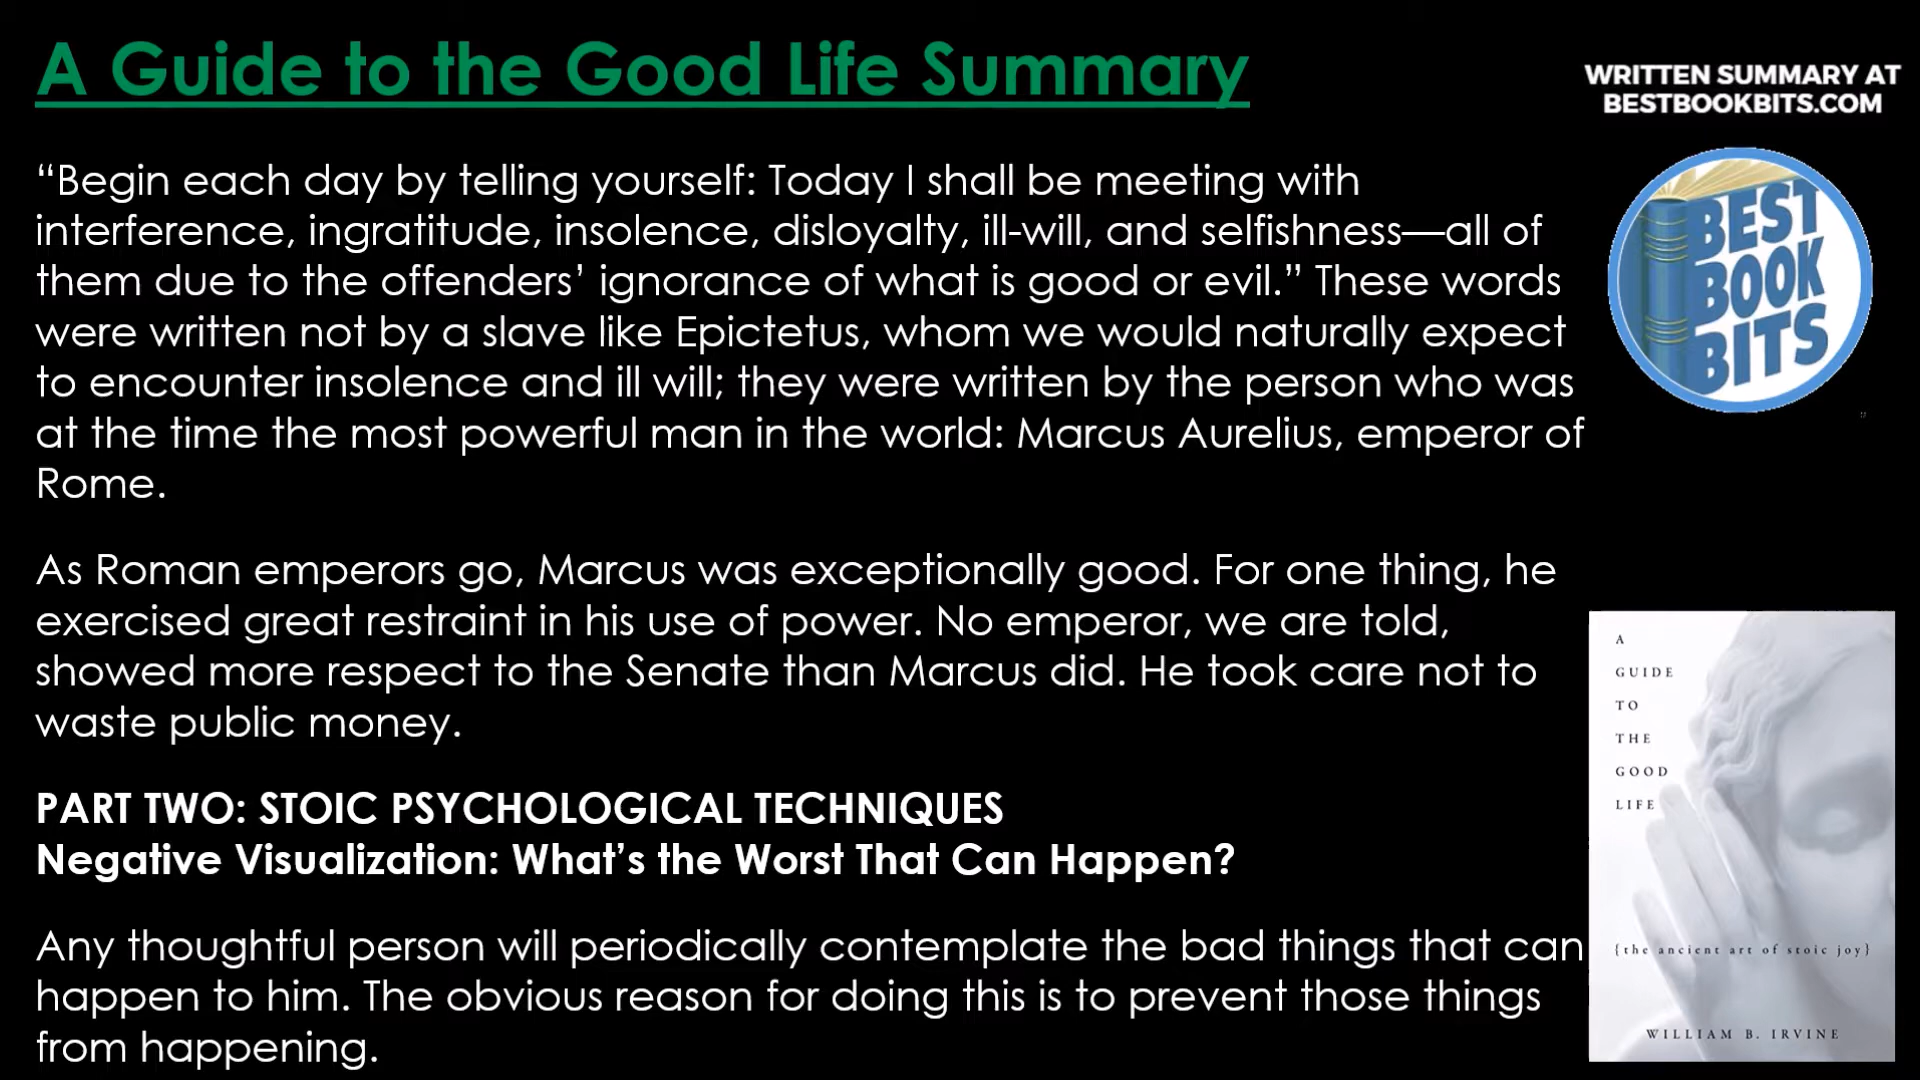 A Guide to the Good Life Summary
WRITTEN SUMMARY AT
BESTBOOKBITS.COM
“Begin each day by telling yourself: Today I shall be meeting with
interference, ingratitude, insolence, disloyalty, ill-will, and selfishness—all of
them due to the offenders’ ignorance of what is good or evil.” These words
were written not by a slave like Epictetus, whom we would naturally expect
to encounter insolence and ill will; they were written by the person who was
at the time the most powerful man in the world: Marcus Aurelius, emperor of
Rome.
As Roman emperors go, Marcus was exceptionally good. For one thing, he
exercised great restraint in his use of power. No emperor, we are told,
showed more respect to the Senate than Marcus did. He took care not to
waste public money.
PART TWO: STOIC PSYCHOLOGICAL TECHNIQUES
Negative Visualization: What’s the Worst That Can Happen?
Any thoughtful person will periodically contemplate the bad things that can
happen to him. The obvious reason for doing this is to prevent those things
from happening.
BEST
BOOK
BITS
A
GUIDE
TO
THE
GOOD
LIFE
{the ancient art of stoic joy}
WILLIAM B. IRVINE